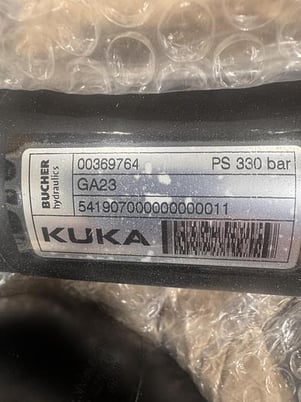 BUCHER
hydraulics
00369764 PS 330 bar
GA23
541907000000000011
KUKA